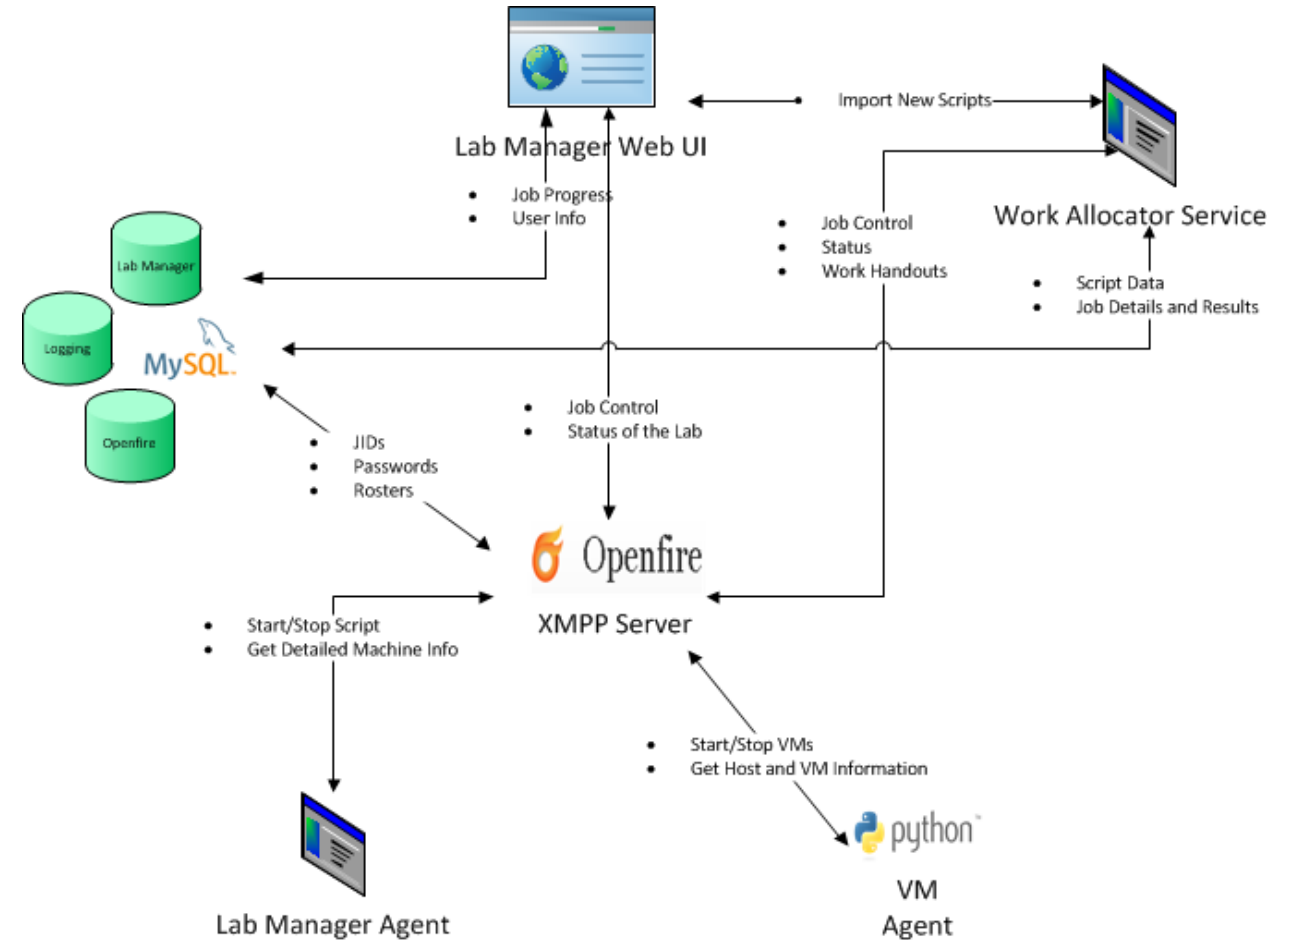 Lab Manager Web UI
• Import New Scripts
Work Allocator Service
• Job Progress
• User Info
• Job Control
• Status
• Work Handouts
• Script Data
• Job Details and Results
Lab Manager
Logging
MySQL™
Openfire
• JIDs
• Passwords
• Rosters
• Job Control
• Status of the Lab
Openfire
XMPP Server
• Start/Stop Script
• Get Detailed Machine Info
• Start/Stop VMs
• Get Host and VM Information
python™
VM
Agent
Lab Manager Agent